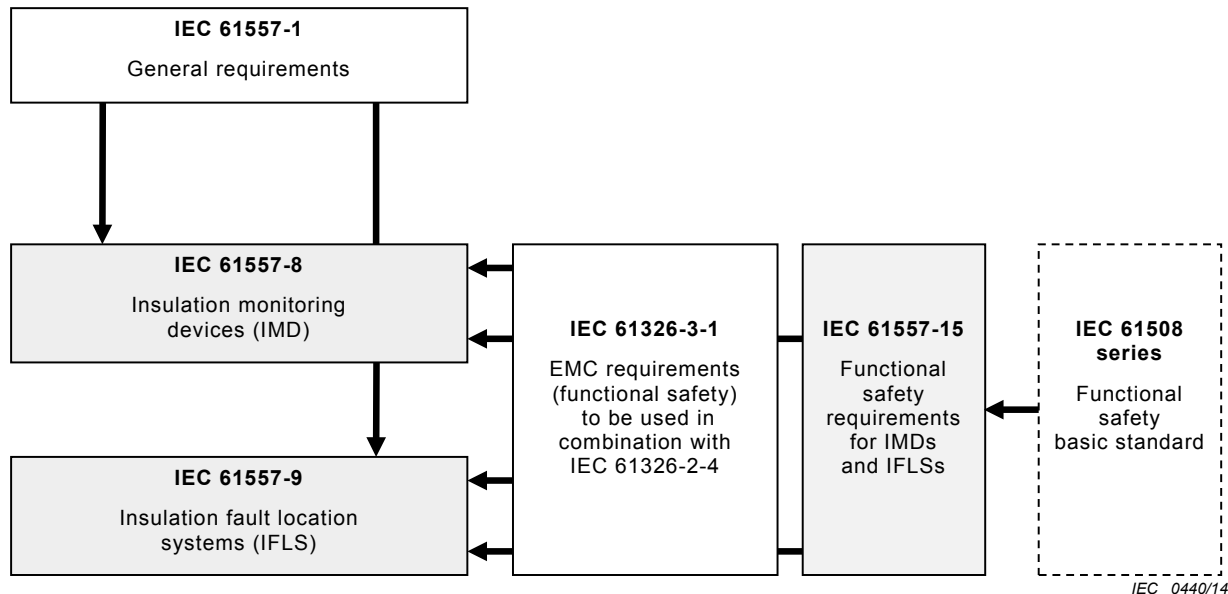 IEC 61557-1
General requirements
IEC 61557-8
Insulation monitoring
devices (IMD)
IEC 61326-3-1
EMC requirements
(functional safety)
to be used in
combination with
IEC 61326-2-4
IEC 61557-15
Functional
safety
requirements
for IMDs
and IFLSs
IEC 61508
series
Functional
safety
basic standard
IEC 61557-9
Insulation fault location
systems (IFLS)
IEC 0440/14